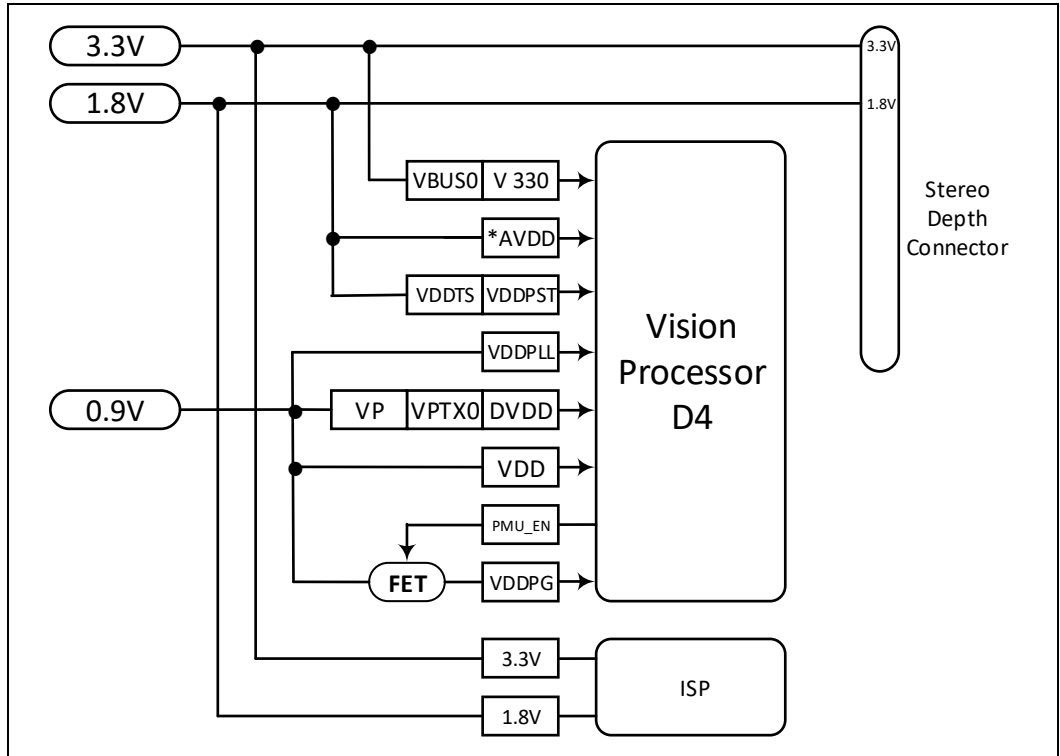 3.3V
3.3V
1.8V
1.8V
VBUS0 V 330
Stereo
Depth
Connector
*AVDD
VDDTS VDDPST
Vision
Processor
D4
VDDPLL
0.9V
VP VPTX0 DVDD
VDD
PMU_EN
FET
VDDPG
3.3V
ISP
1.8V